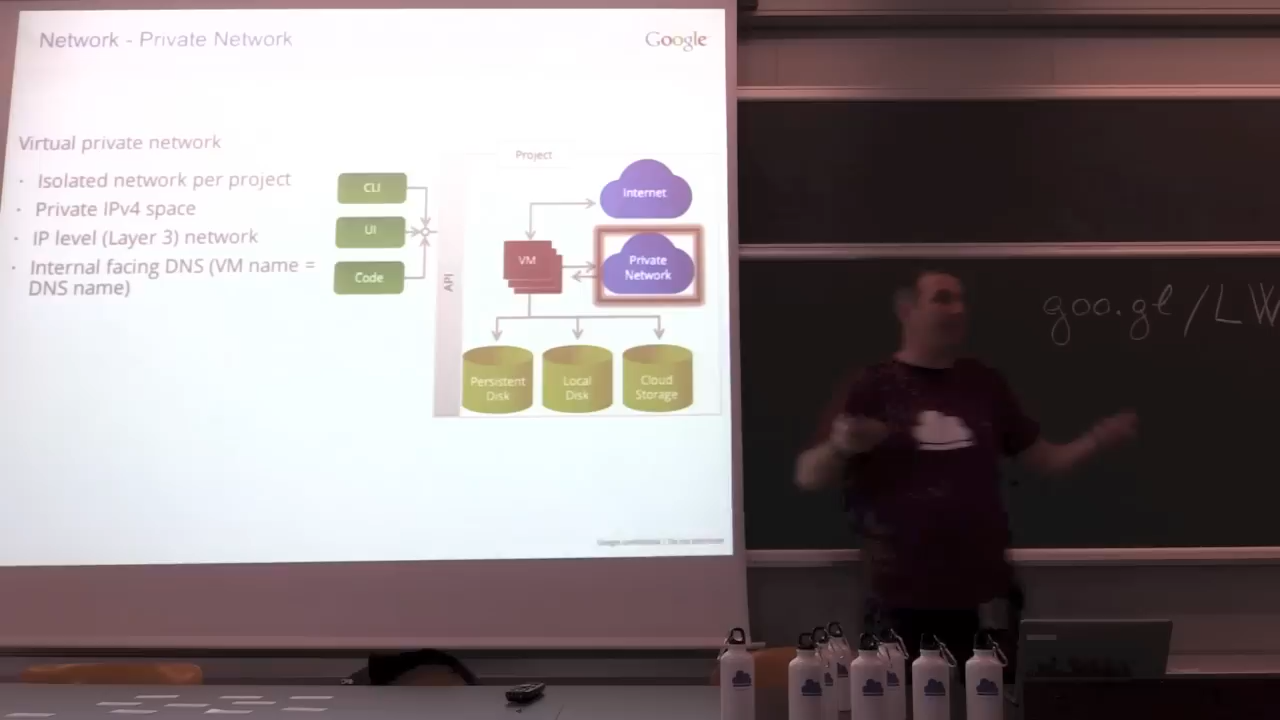 Network - Private Network
Google
Virtual private network
· Isolated network per project
· Private IPv4 space
· IP level (Layer 3) network
· Internal facing DNS (VM name =
DNS name)
CLI
UI
Code
API
Project
Internet
VM
Private
Network
Persistent
Disk
Local
Disk
Cloud
Storage
goo.gl/LW